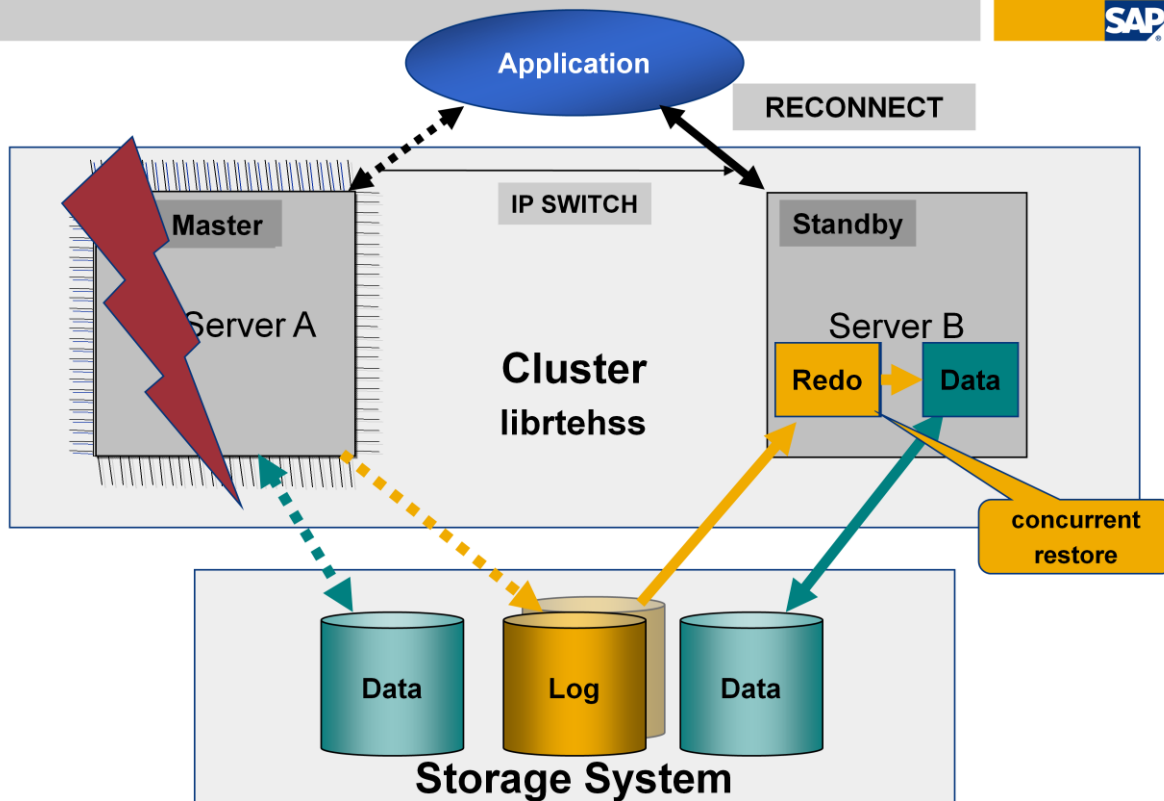 SAP
®
Application
RECONNECT
IP SWITCH
Master
Server A
Standby
Server B
Redo
Data
Cluster
librtehss
concurrent
restore
Data
Log
Data
Storage System